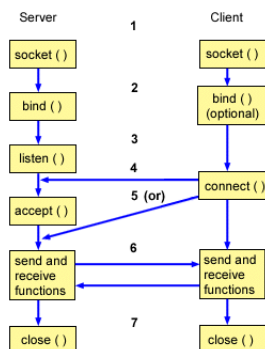 Server 1 Client
socket ( ) socket ( )
2
bind ( ) bind ( )
(optional)
3
listen ( )
4
connect ( )
5 (or)
accept ( )
6
send and send and
receive receive
functions functions
7
close ( ) close ( )